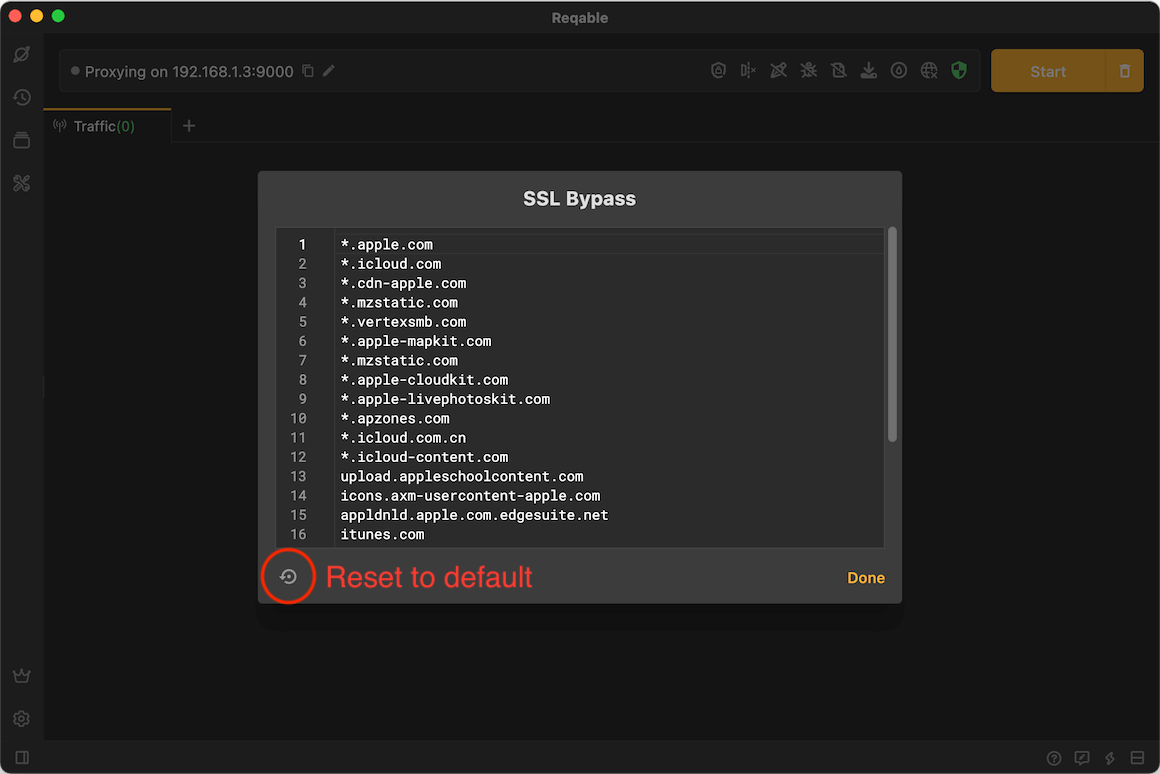 Reqable
Proxying on 192.168.1.3:9000
Start
Traffic(0)
SSL Bypass
1 *.apple.com
2 *.icloud.com
3 *.cdn-apple.com
4 *.mzstatic.com
5 *.vertexsmb.com
6 *.apple-mapkit.com
7 *.mzstatic.com
8 *.apple-cloudkit.com
9 *.apple-livephotoskit.com
10 *.apzones.com
11 *.icloud.com.cn
12 *.icloud-content.com
13 upload.appleschoolcontent.com
14 icons.axm-usercontent-apple.com
15 appldnld.apple.com.edgesuite.net
16 itunes.com
Reset to default
Done